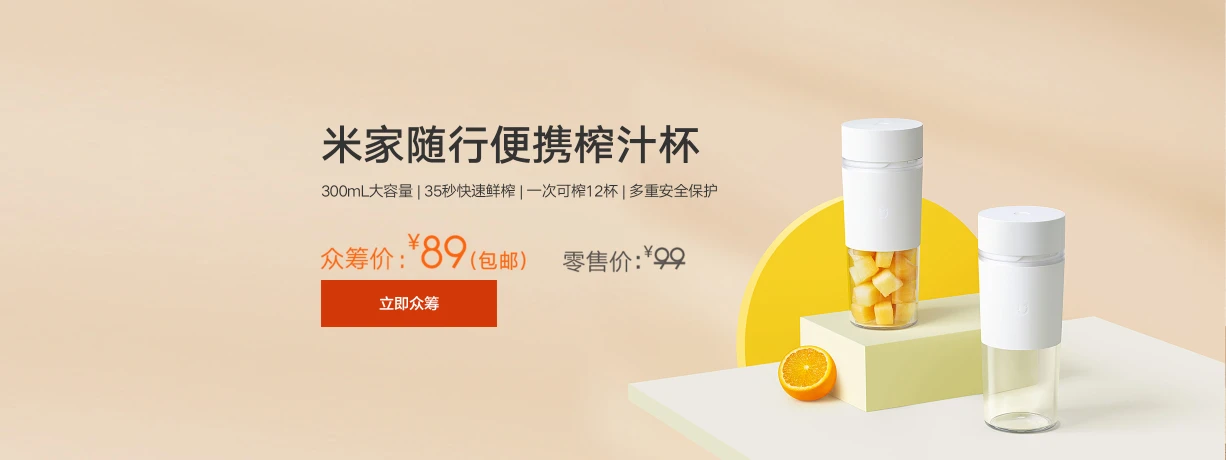 米家随行便携榨汁杯
300mL大容量 | 35秒快速鲜榨 | 一次可榨12杯 | 多重安全保护
众筹价：¥89(包邮) 零售价：¥99
立即众筹